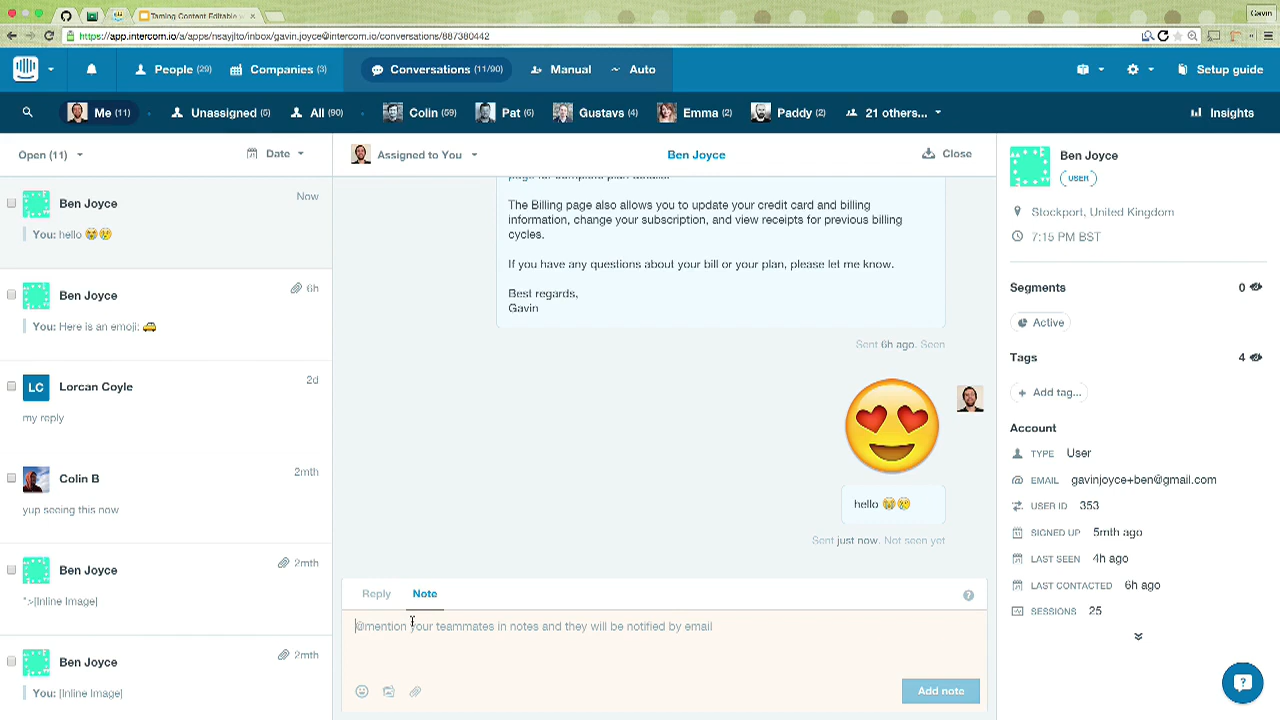 Taming Content Editable
Gavin
https://app.intercom.io/a/apps/nsayjlto/inbox/gavin.joyce@intercom.io/conversations/887380442
People (29)
Companies (3)
Conversations (11/90)
Manual
Auto
Setup guide
Me (11)
Unassigned (5)
All (90)
Colin (59)
Pat (6)
Gustavs (4)
Emma (2)
Paddy (2)
21 others...
Insights
Open (11)
Date
Assigned to You
Ben Joyce
Close
Ben Joyce
Now
You: hello 😭😢
Ben Joyce
6h
You: Here is an emoji: 🚕
LC
Lorcan Coyle
2d
my reply
Colin B
2mth
yup seeing this now
Ben Joyce
2mth
">[Inline Image]
Ben Joyce
2mth
You: [Inline Image]
page for complete plan details.
The Billing page also allows you to update your credit card and billing
information, change your subscription, and view receipts for previous billing
cycles.
If you have any questions about your bill or your plan, please let me know.
Best regards,
Gavin
Sent 6h ago. Seen
hello 😭😢
Sent just now. Not seen yet
Reply
Note
@mention your teammates in notes and they will be notified by email
Add note
Ben Joyce
USER
Stockport, United Kingdom
7:15 PM BST
Segments
0
Active
Tags
4
+ Add tag...
Account
TYPE User
EMAIL gavinjoyce+ben@gmail.com
USER ID 353
SIGNED UP 5mth ago
LAST SEEN 4h ago
LAST CONTACTED 6h ago
SESSIONS 25